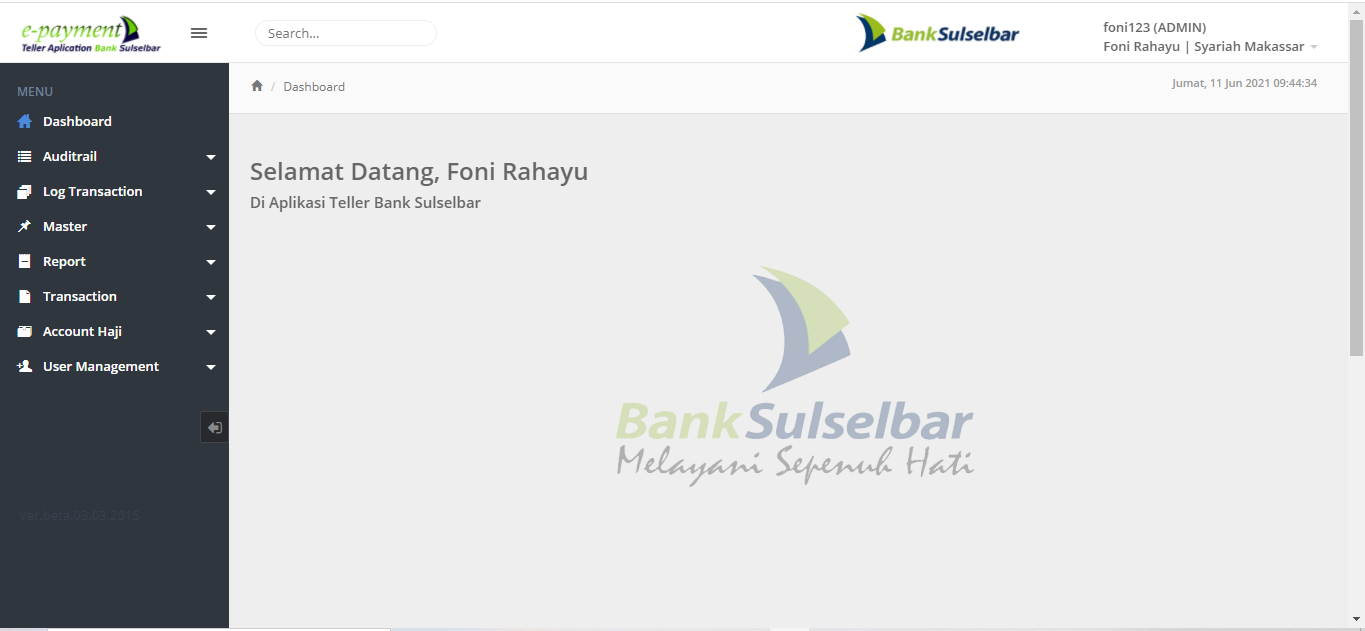 e-payment
Teller Aplication Bank Sulselbar
Search...
BankSulselbar
foni123 (ADMIN)
Foni Rahayu | Syariah Makassar
MENU
Dashboard
Auditrail
Log Transaction
Master
Report
Transaction
Account Haji
User Management
ver.beta.03.03.2015
/ Dashboard
Jumat, 11 Jun 2021 09:44:34
Selamat Datang, Foni Rahayu
Di Aplikasi Teller Bank Sulselbar
BankSulselbar
Melayani Sepenuh Hati